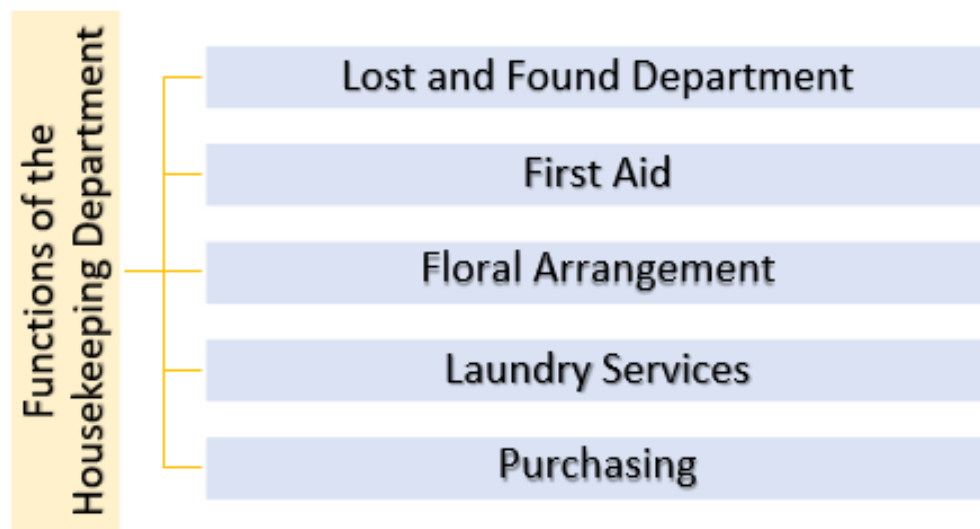 Functions of the
Housekeeping Department
Lost and Found Department
First Aid
Floral Arrangement
Laundry Services
Purchasing